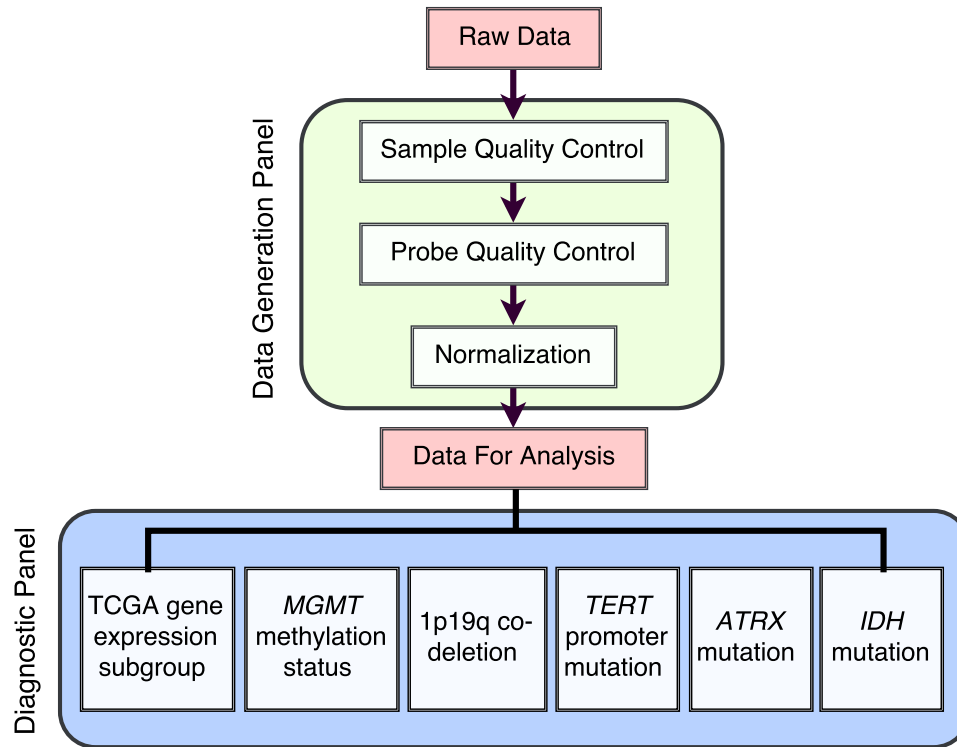 Raw Data
Data Generation Panel
Sample Quality Control
Probe Quality Control
Normalization
Data For Analysis
Diagnostic Panel
TCGA gene
expression
subgroup
MGMT
methylation
status
1p19q co-
deletion
TERT
promoter
mutation
ATRX
mutation
IDH
mutation